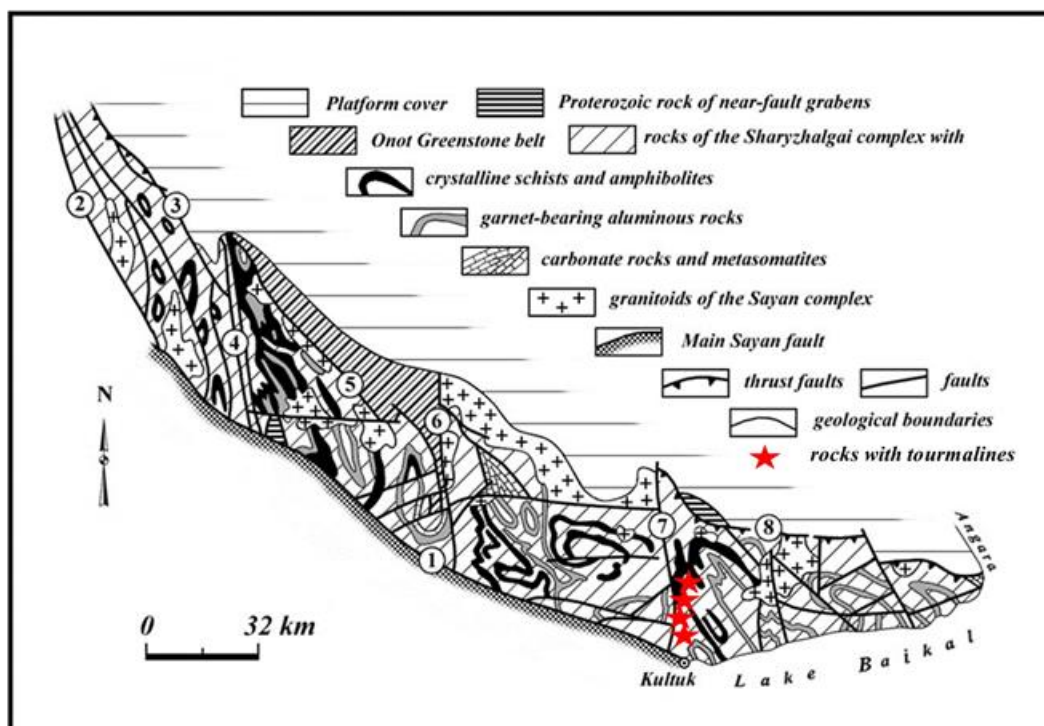 Platform cover
Proterozoic rock of near-fault grabens
Onot Greenstone belt
rocks of the Sharyzhalgai complex with
crystalline schists and amphibolites
garnet-bearing aluminous rocks
carbonate rocks and metasomatites
granitoids of the Sayan complex
Main Sayan fault
thrust faults
faults
geological boundaries
rocks with tourmalines
2
3
4
5
6
N
7
8
Angara
1
0
32 km
Kultuk
Lake Baikal